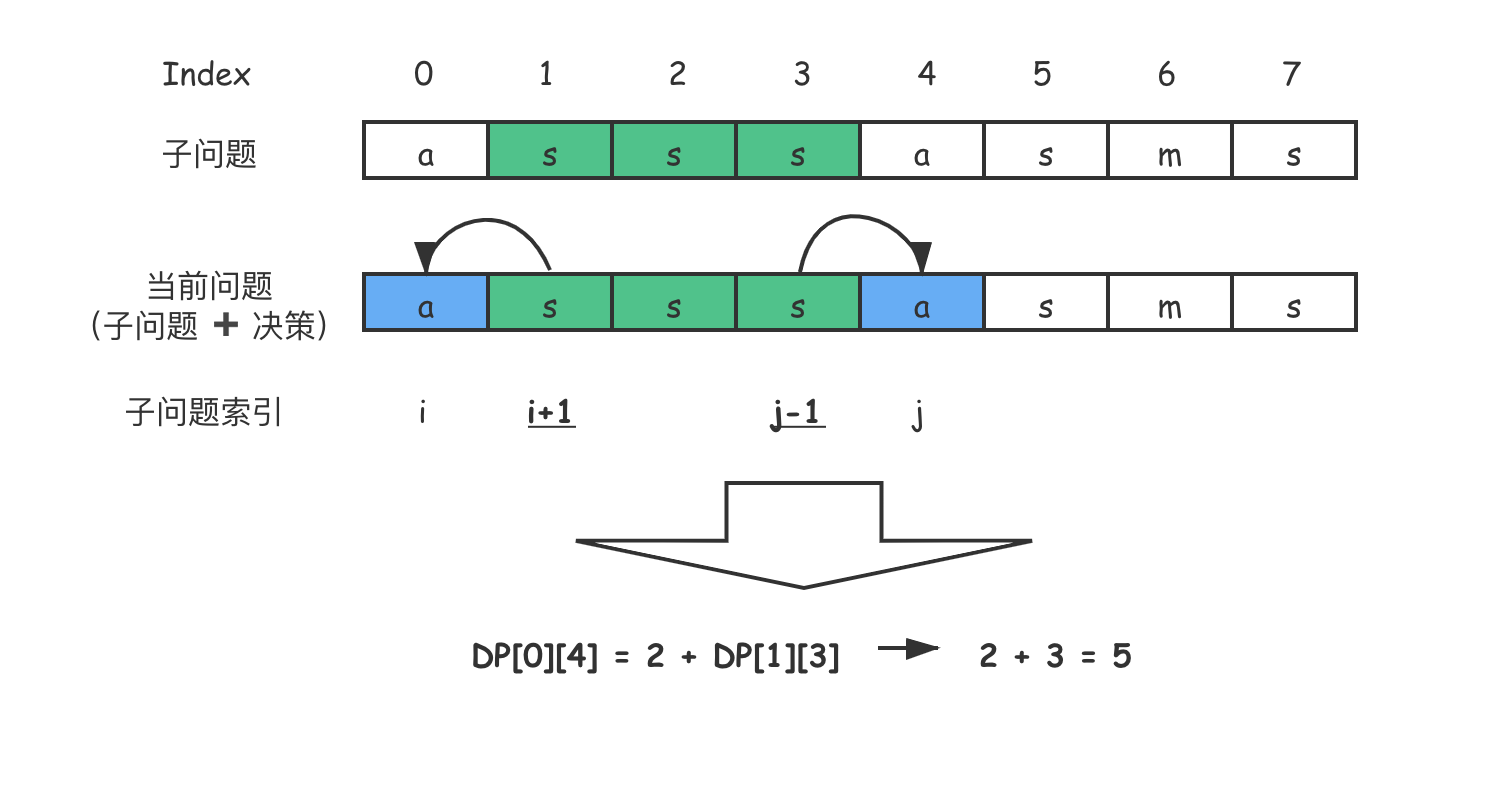 Index 0 1 2 3 4 5 6 7
子问题 a s s s a s m s
当前问题
(子问题 + 决策) a s s s a s m s
子问题索引 i i+1 j-1 j
DP[0][4] = 2 + DP[1][3] 2 + 3 = 5